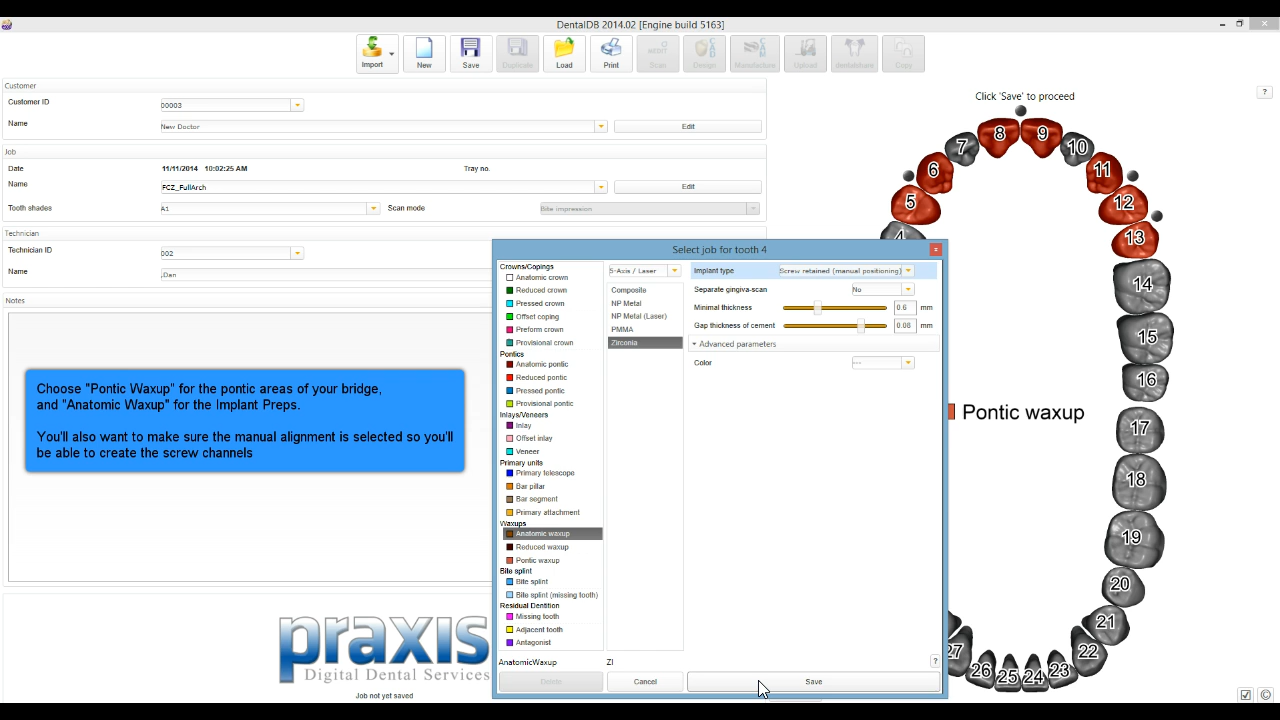 DentalDB 2014.02 [Engine build 5163]
Import
New
Save
Duplicate
Load
Print
Scan
Design
Manufacture
Upload
dentalshare
Copy
Customer
Customer ID
00003
Name
New Doctor
Edit
Job
Date
11/11/2014 10:02:25 AM
Tray no.
Name
FCZ_FullArch
Edit
Tooth shades
A1
Scan mode
Bite impression
Technician
Technician ID
002
Name
Dan
Notes
Choose "Pontic Waxup" for the pontic areas of your bridge,
and "Anatomic Waxup" for the Implant Preps.
You'll also want to make sure the manual alignment is selected so you'll
be able to create the screw channels
praxis
Digital Dental Services
Job not yet saved
Select job for tooth 4
x
Crowns/Copings
Anatomic crown
Reduced crown
Pressed crown
Offset coping
Preform crown
Provisional crown
Pontics
Anatomic pontic
Reduced pontic
Pressed pontic
Provisional pontic
Inlays/Veneers
Inlay
Offset inlay
Veneer
Primary units
Primary telescope
Bar pillar
Bar segment
Primary attachment
Waxups
Anatomic waxup
Reduced waxup
Pontic waxup
Bite splint
Bite splint
Bite splint (missing tooth)
Residual Dentition
Missing tooth
Adjacent tooth
Antagonist
5-Axis / Laser
Composite
NP Metal
NP Metal (Laser)
PMMA
Zirconia
Implant type
Screw retained (manual positioning)
Separate gingiva-scan
No
Minimal thickness
0.6
mm
Gap thickness of cement
0.08
mm
Advanced parameters
Color
---
AnatomicWaxup
ZI
?
Delete
Cancel
Save
Click 'Save' to proceed
?
8
9
7
10
6
11
5
12
4
13
14
15
16
Pontic waxup
17
18
19
20
21
27
22
26
25
24
23